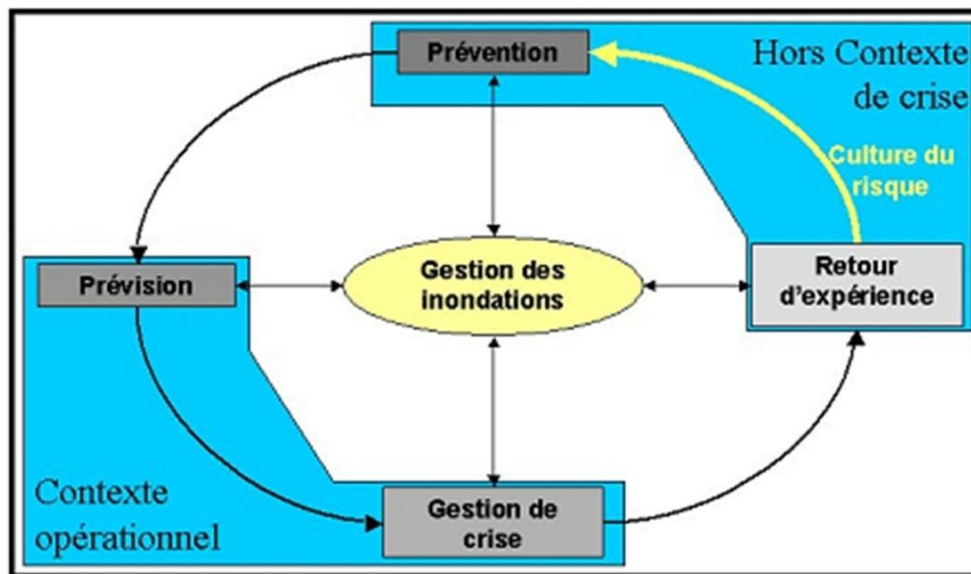 Prévention
Hors Contexte
de crise
Culture du
risque
Prévision
Gestion des
inondations
Retour
d'expérience
Contexte
opérationnel
Gestion de
crise